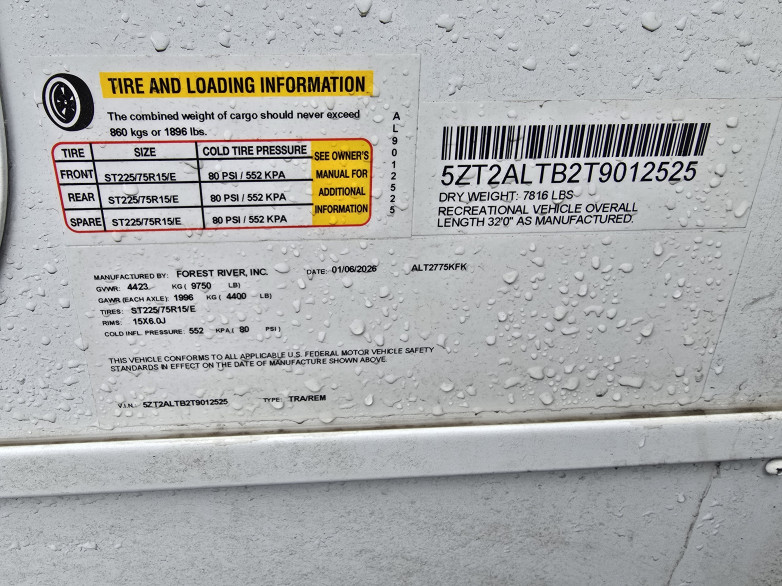 TIRE AND LOADING INFORMATION
The combined weight of cargo should never exceed
860 kgs or 1896 lbs.
TIRE SIZE COLD TIRE PRESSURE SEE OWNER'S MANUAL FOR ADDITIONAL INFORMATION
FRONT ST225/75R15/E 80 PSI / 552 KPA
REAR ST225/75R15/E 80 PSI / 552 KPA
SPARE ST225/75R15/E 80 PSI / 552 KPA
AL9012525
5ZT2ALTB2T9012525
DRY WEIGHT: 7816 LBS
RECREATIONAL VEHICLE OVERALL
LENGTH 32'0" AS MANUFACTURED.
MANUFACTURED BY: FOREST RIVER, INC. DATE: 01/06/2026 ALT2775KFK
GVWR: 4423 KG ( 9750 LB)
GAWR (EACH AXLE): 1996 KG ( 4400 LB)
TIRES: ST225/75R15/E
RIMS: 15X6.0J
COLD INFL. PRESSURE: 552 KPA ( 80 PSI )
THIS VEHICLE CONFORMS TO ALL APPLICABLE U.S. FEDERAL MOTOR VEHICLE SAFETY
STANDARDS IN EFFECT ON THE DATE OF MANUFACTURE SHOWN ABOVE.
V.I.N.: 5ZT2ALTB2T9012525 TYPE: TRA/REM